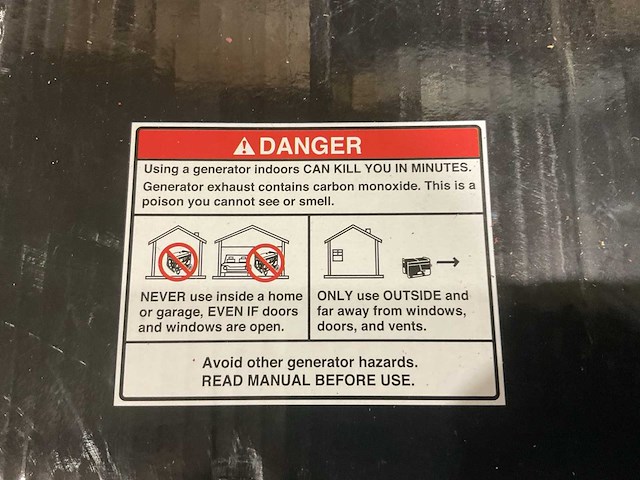 DANGER
Using a generator indoors CAN KILL YOU IN MINUTES.
Generator exhaust contains carbon monoxide. This is a
poison you cannot see or smell.
NEVER use inside a home
or garage, EVEN IF doors
and windows are open.
ONLY use OUTSIDE and
far away from windows,
doors, and vents.
Avoid other generator hazards.
READ MANUAL BEFORE USE.